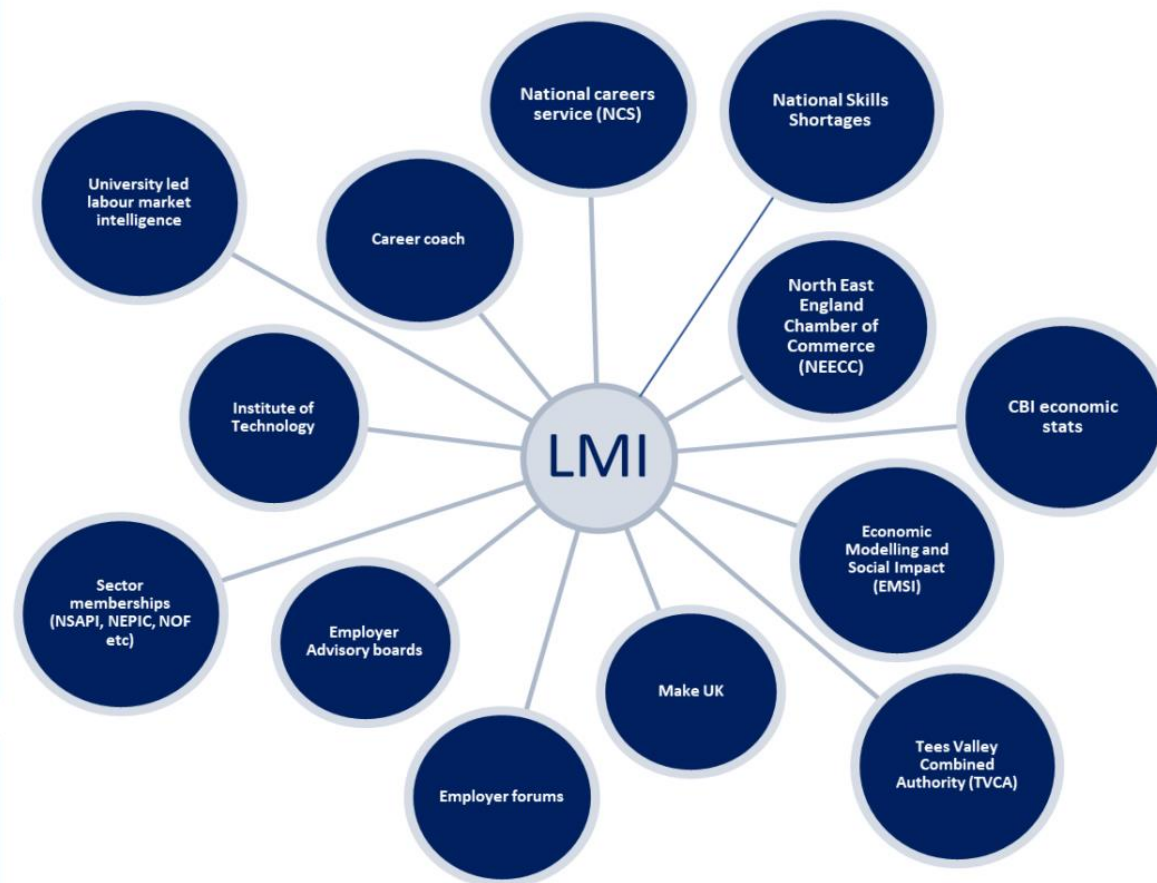 National careers
service (NCS)
National Skills
Shortages
University led
labour market
intelligence
Career coach
North East
England
Chamber of
Commerce
(NEECC)
Institute of
Technology
LMI
CBI economic
stats
Economic
Modelling and
Social Impact
(EMSI)
Sector
memberships
(NSAPI, NEPIC, NOF
etc)
Employer
Advisory boards
Make UK
Tees Valley
Combined
Authority (TVCA)
Employer forums